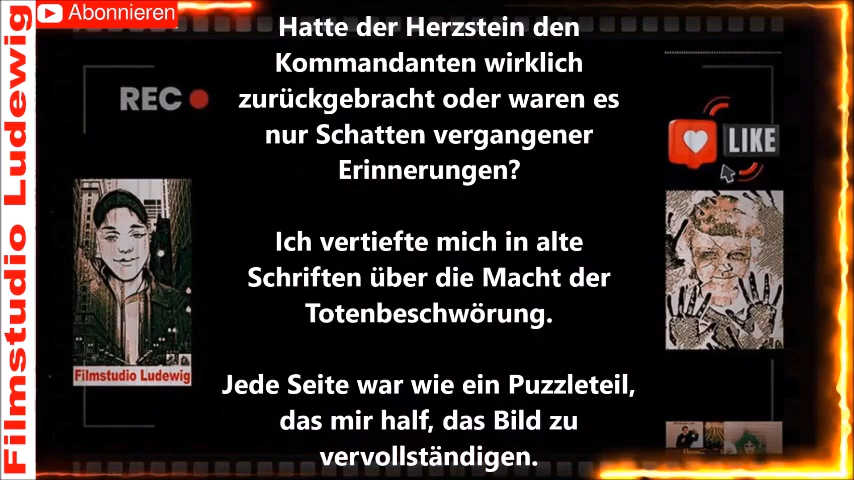 Abonnieren
Filmstudio Ludewig
Hatte der Herzstein den
Kommandanten wirklich
zurückgebracht oder waren es
nur Schatten vergangener
Erinnerungen?
Ich vertiefte mich in alte
Schriften über die Macht der
Totenbeschwörung.
Jede Seite war wie ein Puzzleteil,
das mir half, das Bild zu
vervollständigen.
REC
LIKE
Filmstudio Ludewig